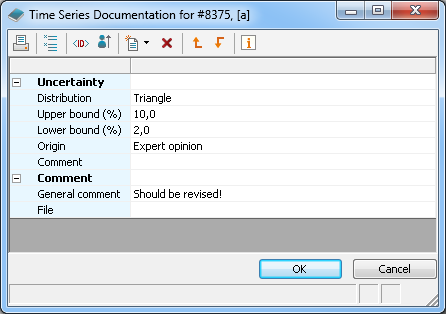 Time Series Documentation for #8375, [a]
<ID>
Uncertainty
Distribution Triangle
Upper bound (%) 10,0
Lower bound (%) 2,0
Origin Expert opinion
Comment
Comment
General comment Should be revised!
File
OK Cancel